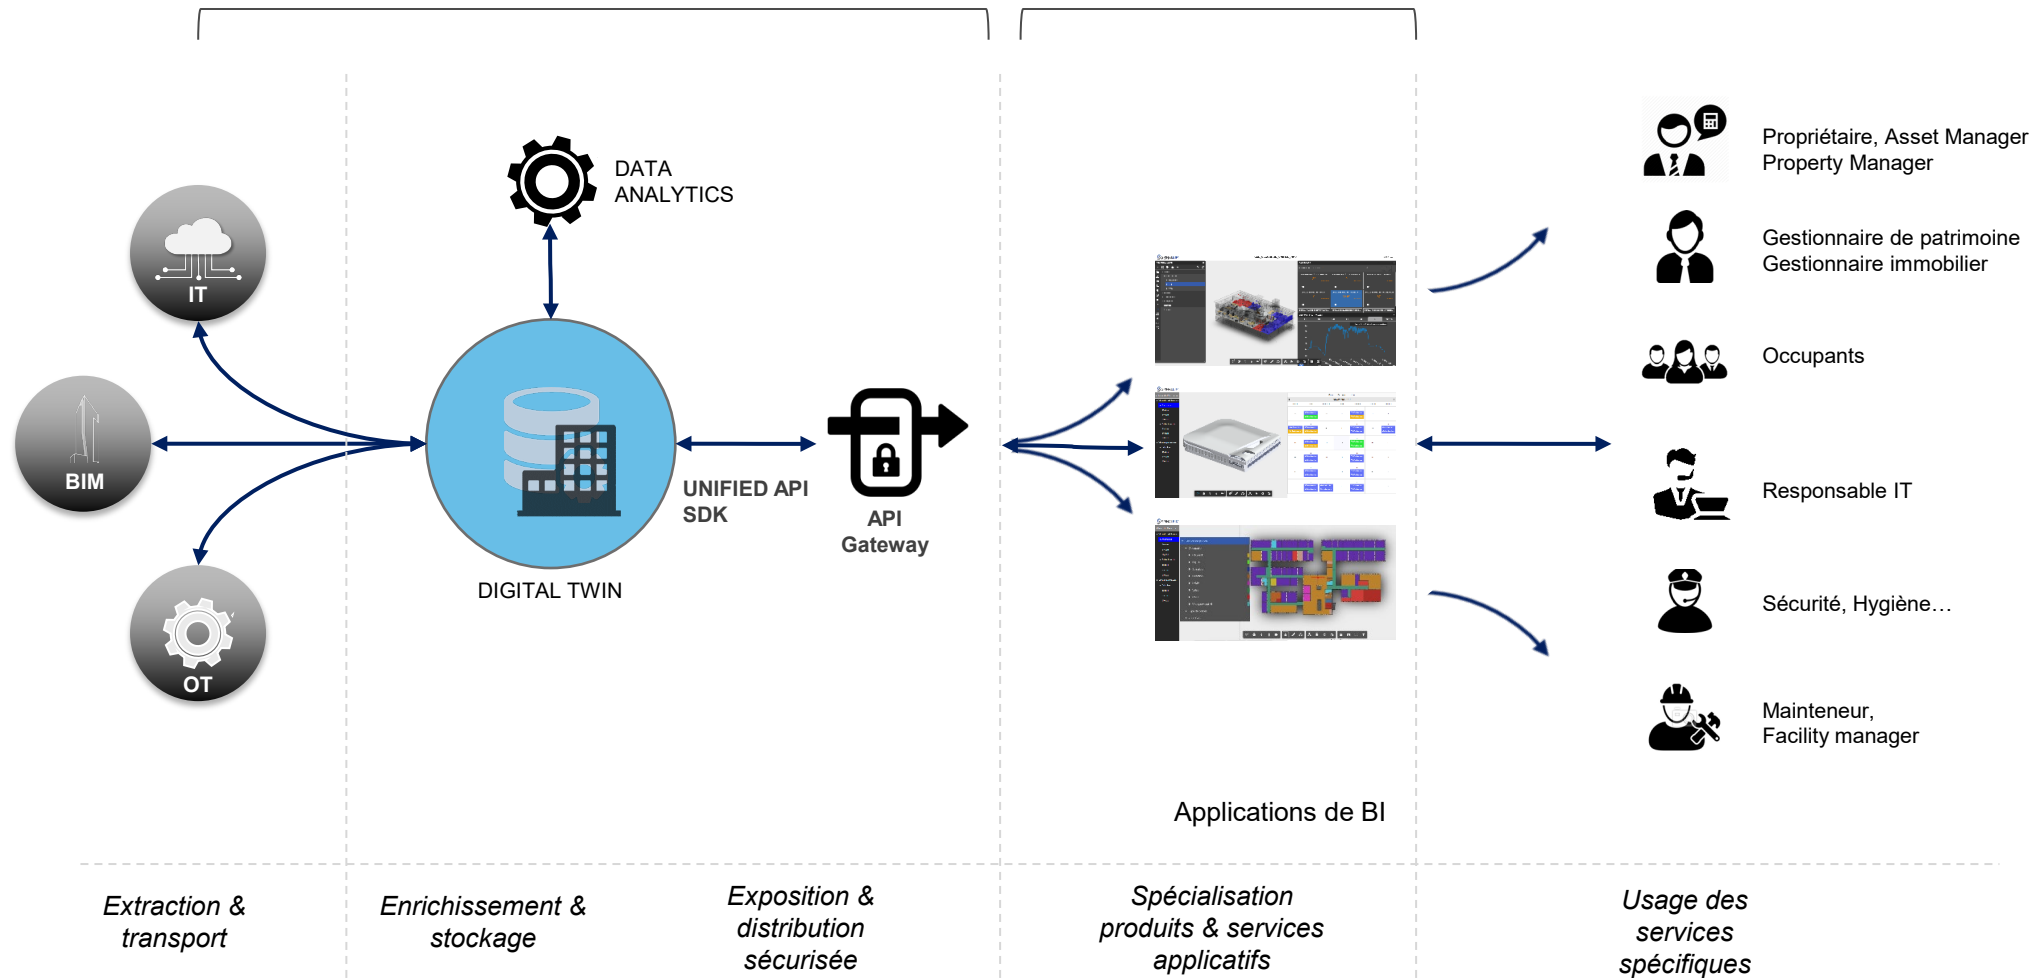 DATA
ANALYTICS
IT
BIM
OT
UNIFIED API
SDK
DIGITAL TWIN
API
Gateway
Applications de BI
Propriétaire, Asset Manager
Property Manager
Gestionnaire de patrimoine
Gestionnaire immobilier
Occupants
Responsable IT
Sécurité, Hygiène…
Mainteneur,
Facility manager
Extraction &
transport
Enrichissement &
stockage
Exposition &
distribution
sécurisée
Spécialisation
produits & services
applicatifs
Usage des
services
spécifiques